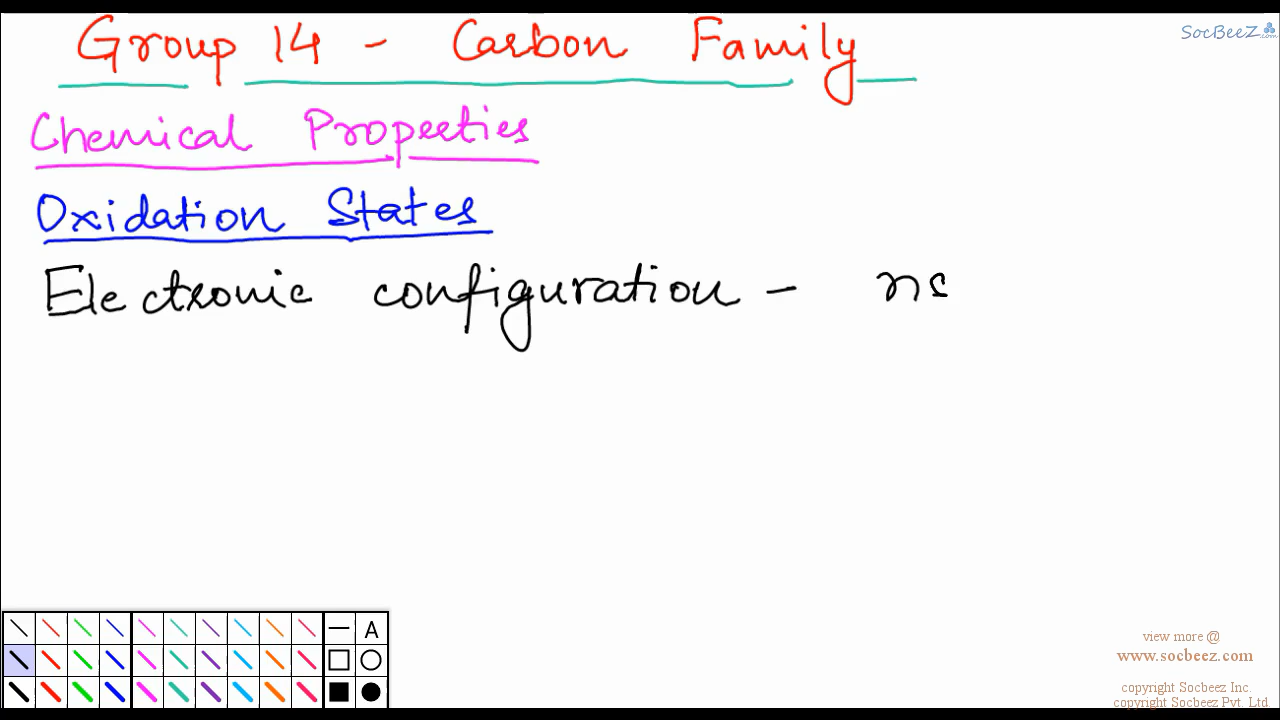 SocBeeZ.com
Group 14 - Carbon Family
Chemical Properties
Oxidation States
Electronic configuration - ns
A
view more @
www.socbeez.com
copyright Socbeez Inc.
copyright Socbeez Pvt. Ltd.